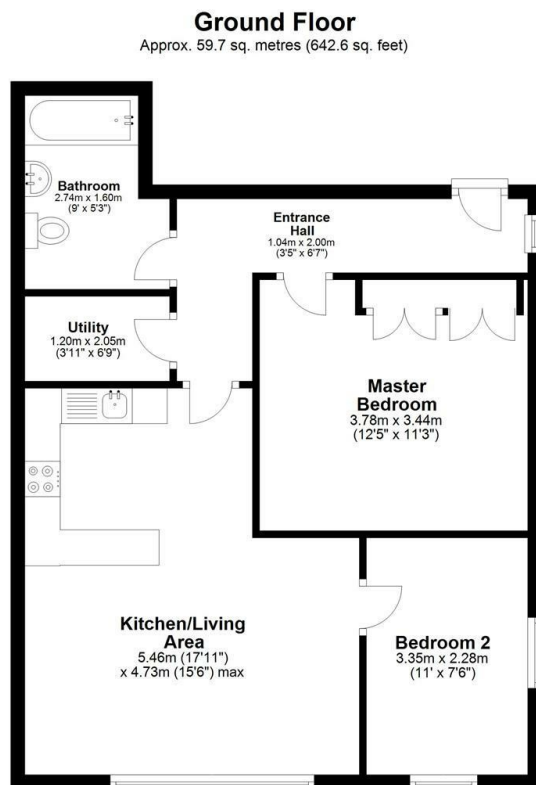 Ground Floor
Approx. 59.7 sq. metres (642.6 sq. feet)
Bathroom
2.74m x 1.60m
(9' x 5'3")
Entrance
Hall
1.04m x 2.00m
(3'5" x 6'7")
Utility
1.20m x 2.05m
(3'11" x 6'9")
Master
Bedroom
3.78m x 3.44m
(12'5" x 11'3")
Kitchen/Living
Area
5.46m (17'11")
x 4.73m (15'6") max
Bedroom 2
3.35m x 2.28m
(11' x 7'6")